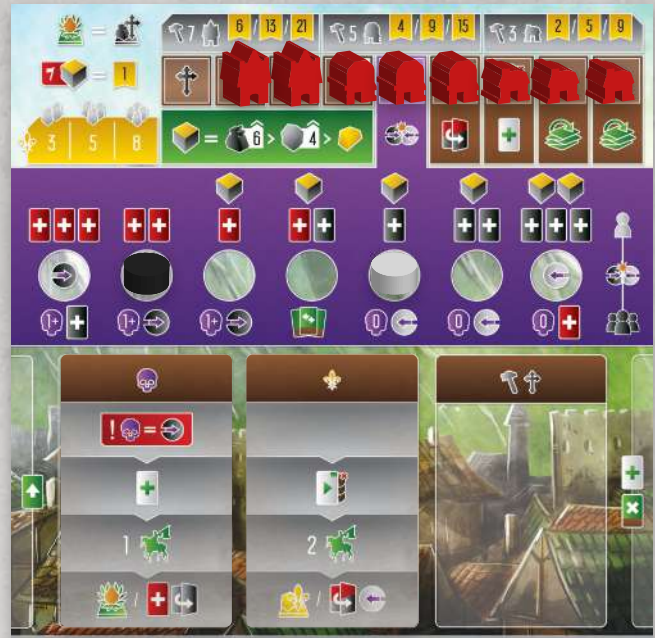 =
7 6/13/21 5 4/9/15 3 2/5/9
= 1
3 | 5 | 8
= 6 > 4 >
1+ 1+ 1+ 0 0 0
! =
1 2
/ /